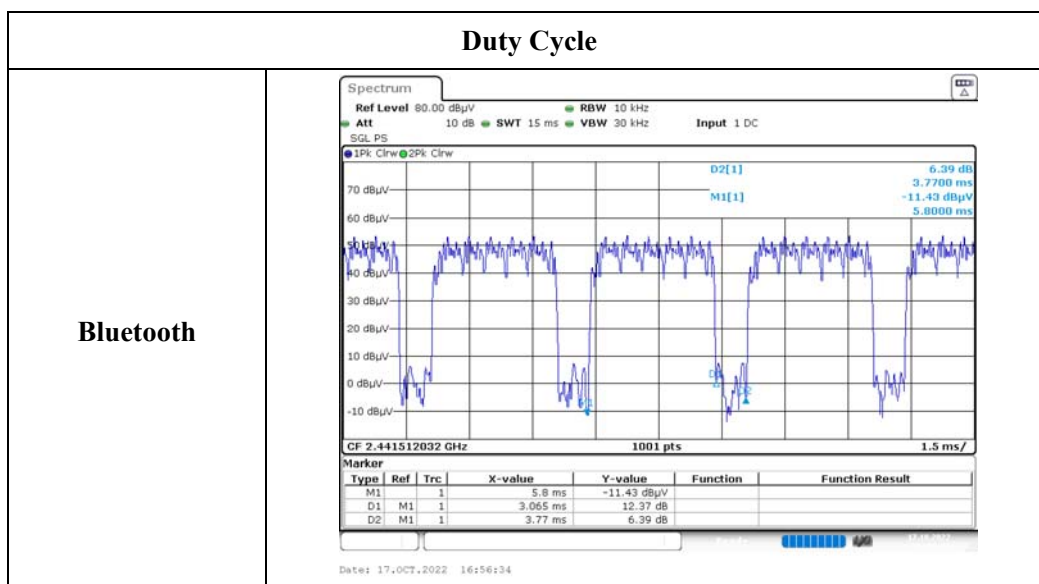 Duty Cycle
Bluetooth
Spectrum
Ref Level 80.00 dBµV RBW 10 kHz
Att 10 dB SWT 15 ms VBW 30 kHz Input 1 DC
SGL PS
1Pk Clrw 2Pk Clrw
D2[1] 6.39 dB
3.7700 ms
M1[1] -11.43 dBµV
5.8000 ms
70 dBµV
60 dBµV
50 dBµV
40 dBµV
30 dBµV
20 dBµV
10 dBµV
0 dBµV
-10 dBµV
D1
D2
M1
CF 2.441512032 GHz 1001 pts 1.5 ms/
Marker
Type Ref Trc X-value Y-value Function Function Result
M1 1 5.8 ms -11.43 dBµV
D1 M1 1 3.065 ms 12.37 dB
D2 M1 1 3.77 ms 6.39 dB
Date: 17.OCT.2022 16:56:34